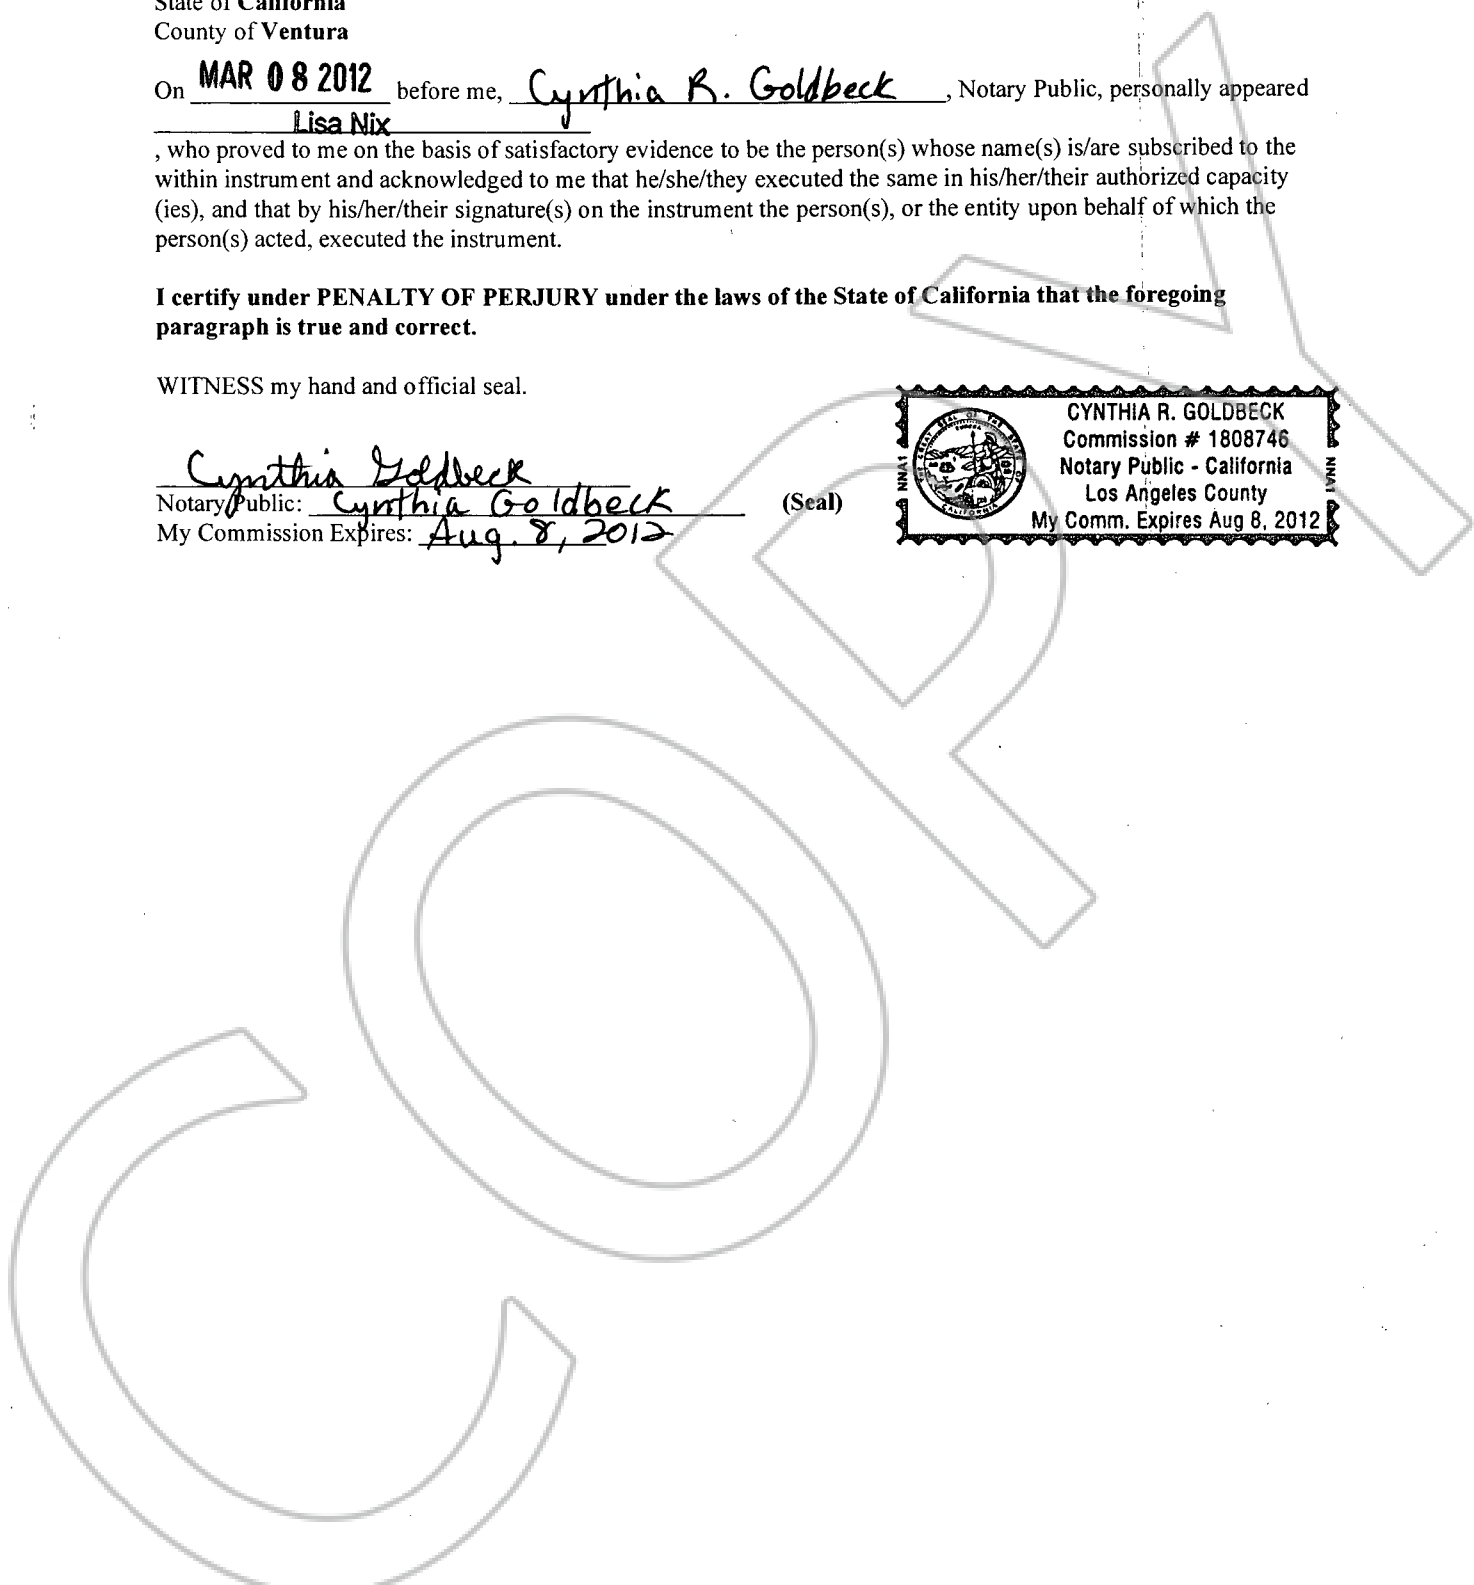 State of California
County of Ventura
On MAR 08 2012 before me, Cynthia R. Goldbeck, Notary Public, personally appeared
Lisa Nix
, who proved to me on the basis of satisfactory evidence to be the person(s) whose name(s) is/are subscribed to the
within instrument and acknowledged to me that he/she/they executed the same in his/her/their authorized capacity
(ies), and that by his/her/their signature(s) on the instrument the person(s), or the entity upon behalf of which the
person(s) acted, executed the instrument.
I certify under PENALTY OF PERJURY under the laws of the State of California that the foregoing
paragraph is true and correct.
WITNESS my hand and official seal.
Cynthia Goldbeck
Notary Public: Cynthia Goldbeck (Seal)
My Commission Expires: Aug. 8, 2012
CYNTHIA R. GOLDBECK
Commission # 1808746
Notary Public - California
Los Angeles County
My Comm. Expires Aug 8, 2012
NNA1
NNA1
COPY